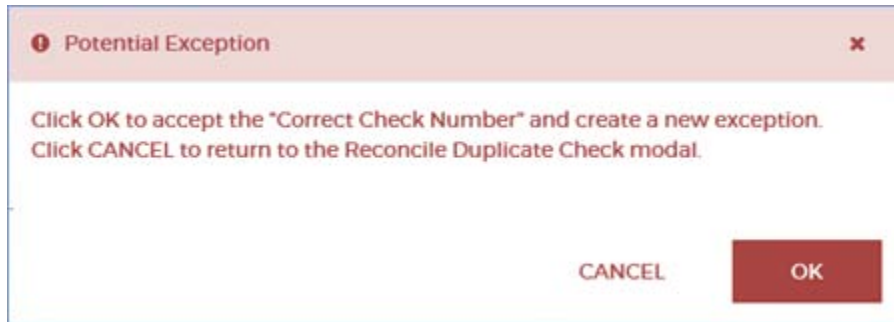 Potential Exception
Click OK to accept the "Correct Check Number" and create a new exception.
Click CANCEL to return to the Reconcile Duplicate Check modal.
CANCEL OK